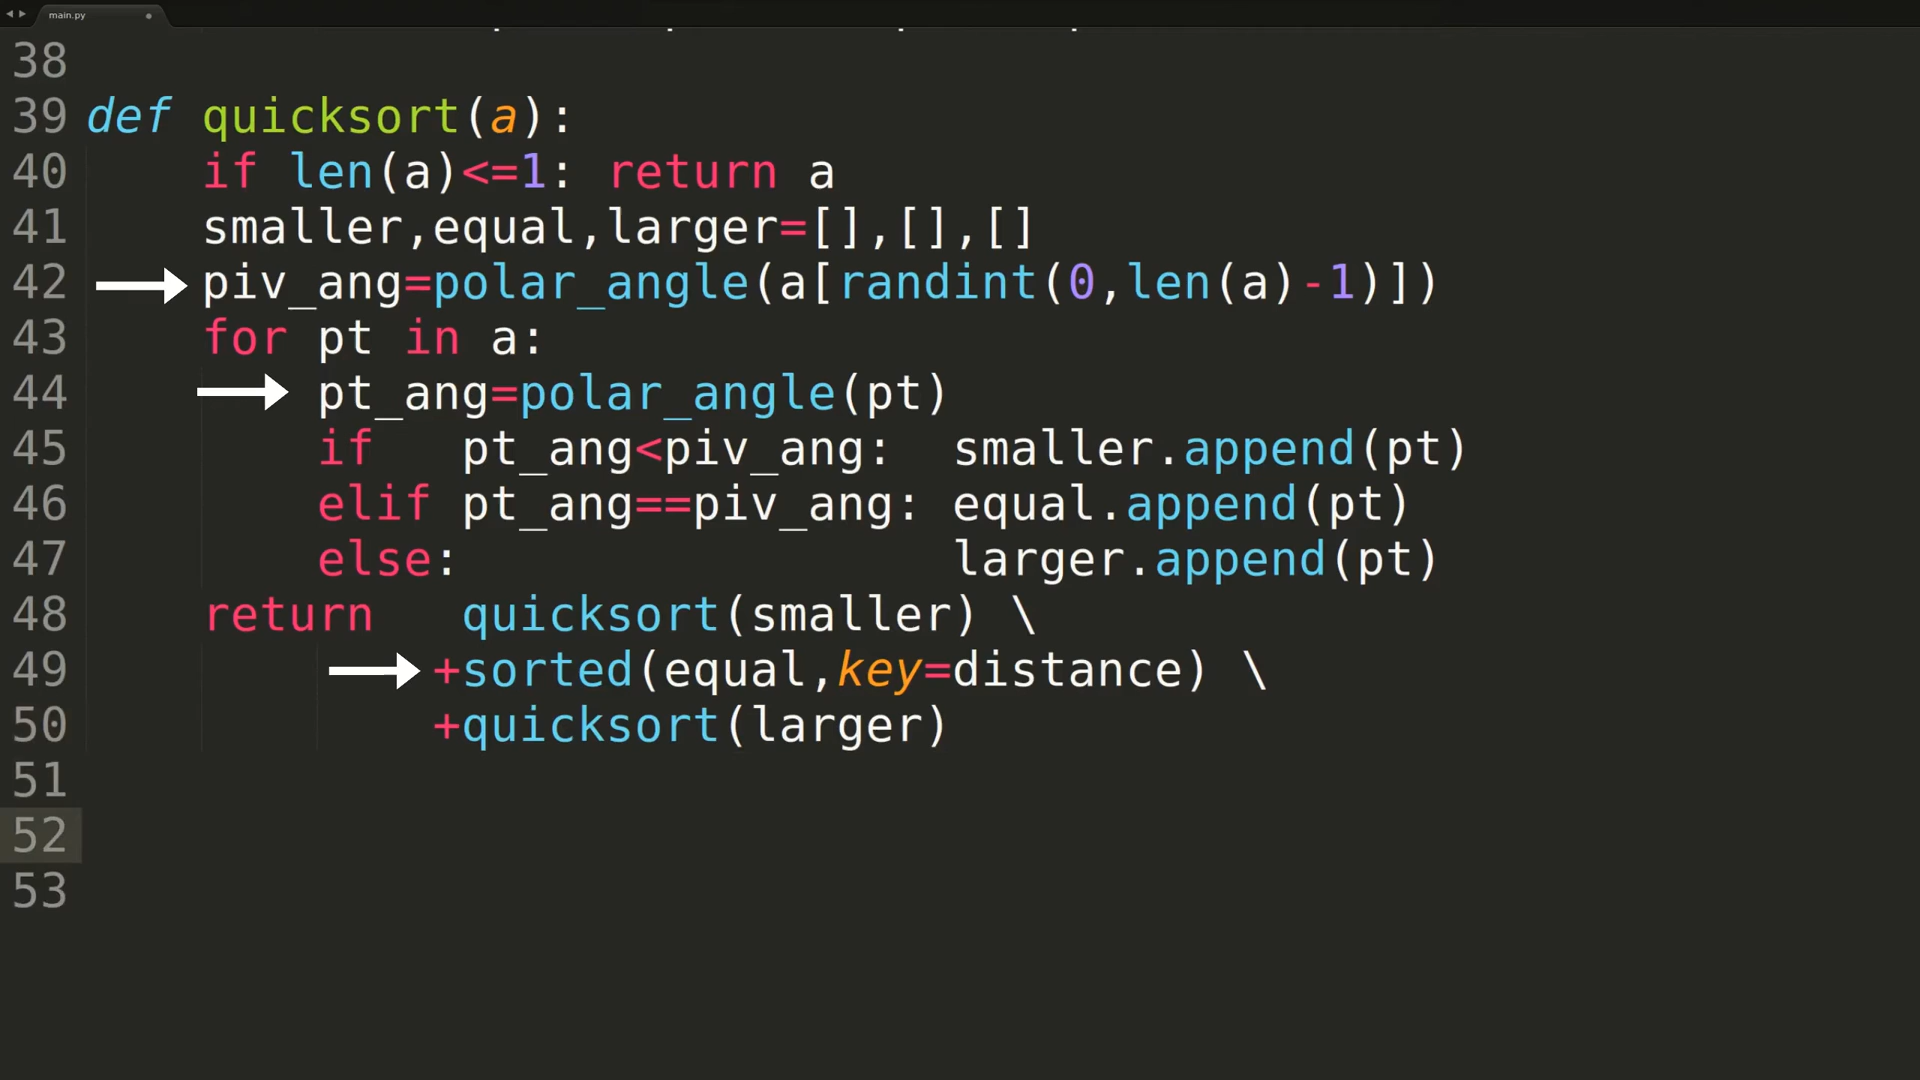 main.py
38
39 def quicksort(a):
40 if len(a)<=1: return a
41 smaller,equal,larger=[],[],[]
42 piv_ang=polar_angle(a[randint(0,len(a)-1)])
43 for pt in a:
44 pt_ang=polar_angle(pt)
45 if   pt_ang<piv_ang:  smaller.append(pt)
46 elif pt_ang==piv_ang: equal.append(pt)
47 else:                 larger.append(pt)
48 return   quicksort(smaller) \
49 +sorted(equal,key=distance) \
50 +quicksort(larger)
51
52
53